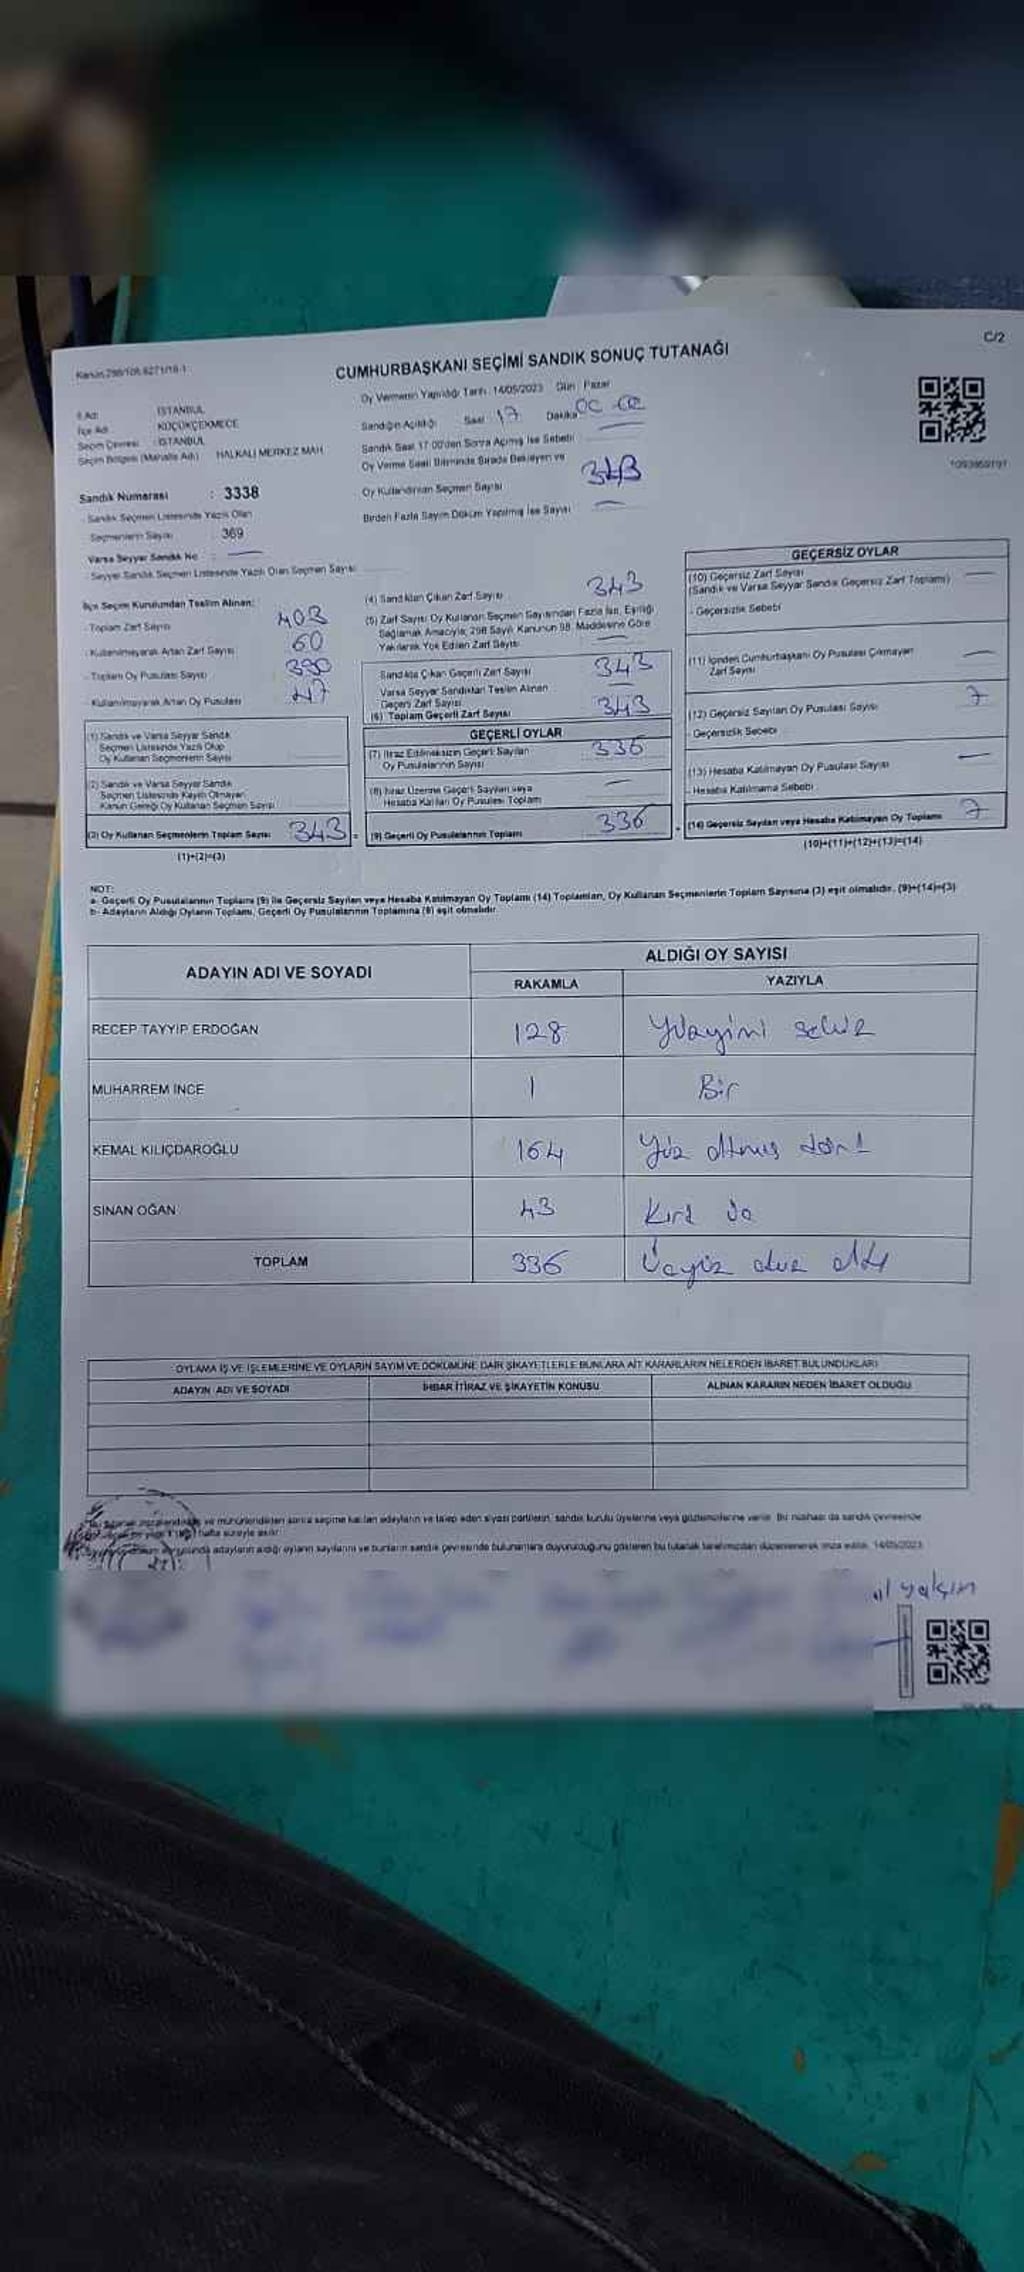 C/2
CUMHURBAŞKANI SEÇİMİ SANDIK SONUÇ TUTANAĞI
Oy Vermenin Yapıldığı Tarih : 14/05/2023 Gün : Pazar
İl Adı : İSTANBUL
İlçe Adı : KÜÇÜKÇEKMECE
Seçim Çevresi : İSTANBUL
Seçim Bölgesi (Mahalle Adı) : HALKALI MERKEZ MAH
Sandık Numarası : 3338
Sandık Seçmen Listesinde Yazılı Olan
Seçmenlerin Sayısı : 369
Varsa Seyyar Sandık No :
- Seyyar Sandık Seçmen Listesinde Yazılı Olan Seçmen Sayısı
Sandığın Açıldığı : Saat : 17 Dakika
Sandık Saat 17:00'den Sonra Açılmış İse Sebebi
Oy Verme Saati Bitiminde Sırada Bekleyen ve
Oy Kullandırılan Seçmen Sayısı 343
Birden Fazla Sayım Döküm Yapılmış İse Sayısı
İlçe Seçim Kurulundan Teslim Alınan:
- Toplam Zarf Sayısı 403
- Kullanılmayarak Artan Zarf Sayısı 60
- Toplam Oy Pusulası Sayısı 390
- Kullanılmayarak Artan Oy Pusulası 47
(1) Sandık ve Varsa Seyyar Sandık
Seçmen Listesinde Yazılı Olup
Oy Kullanan Seçmenlerin Sayısı
(2) Sandık ve Varsa Seyyar Sandık
Seçmen Listesinde Kayıtlı Olmayan
Kanun Gereği Oy Kullanan Seçmen Sayısı
(3) Oy Kullanan Seçmenlerin Toplam Sayısı 343
(1)+(2)=(3)
(4) Sandıktan Çıkan Zarf Sayısı 343
(5) Zarf Sayısı Oy Kullanan Seçmen Sayısından Fazla İse, Eşitliği
Sağlamak Amacıyla, 298 Sayılı Kanunun 98. Maddesine Göre
Yakılarak Yok Edilen Zarf Sayısı
Sandıkta Çıkan Geçerli Zarf Sayısı 343
Varsa Seyyar Sandıktan Teslim Alınan
Geçerli Zarf Sayısı
(6) Toplam Geçerli Zarf Sayısı 343
GEÇERLİ OYLAR
(7) İtiraz Edilmeksizin Geçerli Sayılan
Oy Pusulalarının Sayısı 336
(8) İtiraz Üzerine Geçerli Sayılan veya
Hesaba Katılan Oy Pusulası Toplamı
(9) Geçerli Oy Pusulalarının Toplamı 336
GEÇERSİZ OYLAR
(10) Geçersiz Zarf Sayısı
(Sandık ve Varsa Seyyar Sandık Geçersiz Zarf Toplamı)
- Geçersizlik Sebebi
(11) İçinden Cumhurbaşkanı Oy Pusulası Çıkmayan
Zarf Sayısı
(12) Geçersiz Sayılan Oy Pusulası Sayısı 7
- Geçersizlik Sebebi
(13) Hesaba Katılmayan Oy Pusulası Sayısı
- Hesaba Katılmama Sebebi
(14) Geçersiz Sayılan veya Hesaba Katılmayan Oy Toplamı 7
(10)+(11)+(12)+(13)=(14)
NOT:
a- Geçerli Oy Pusulalarının Toplamı (9) ile Geçersiz Sayılan veya Hesaba Katılmayan Oy Toplamı (14) Toplamları, Oy Kullanan Seçmenlerin Toplam Sayısına (3) eşit olmalıdır. (9)+(14)=(3)
b- Adayların Aldığı Oyların Toplamı, Geçerli Oy Pusulalarının Toplamına (9) eşit olmalıdır.
ADAYIN ADI VE SOYADI ALDIĞI OY SAYISI
RAKAMLA YAZIYLA
RECEP TAYYİP ERDOĞAN 128 Yüzyirmi sekiz
MUHARREM İNCE 1 Bir
KEMAL KILIÇDAROĞLU 164 Yüz altmış dört
SİNAN OĞAN 43 Kırk üç
TOPLAM 336 Üçyüz otuz altı
OYLAMA İŞ VE İŞLEMLERİNE VE OYLARIN SAYIM VE DÖKÜMÜNE DAİR ŞİKAYETLERLE BUNLARA AİT KARARLARIN NELERDEN İBARET BULUNDUKLARI
ADAYIN ADI VE SOYADI İHBAR İTİRAZ VE ŞİKAYETİN KONUSU ALINAN KARARIN NEDEN İBARET OLDUĞU
ve mühürlendikten sonra seçime katılan adayların ve talep eden siyasi partilerin, sandık kurulu üyelerine veya gözlemcilerine verilir. Bir nüshası da sandık çevresinde
hafta süreyle asılır.
adayların aldığı oyların sayılarını ve bunların sandık çevresinde bulunanlara duyurulduğunu gösteren bu tutanak tarafımızdan düzenlenerek imza edildi. 14/05/2023
yalçın